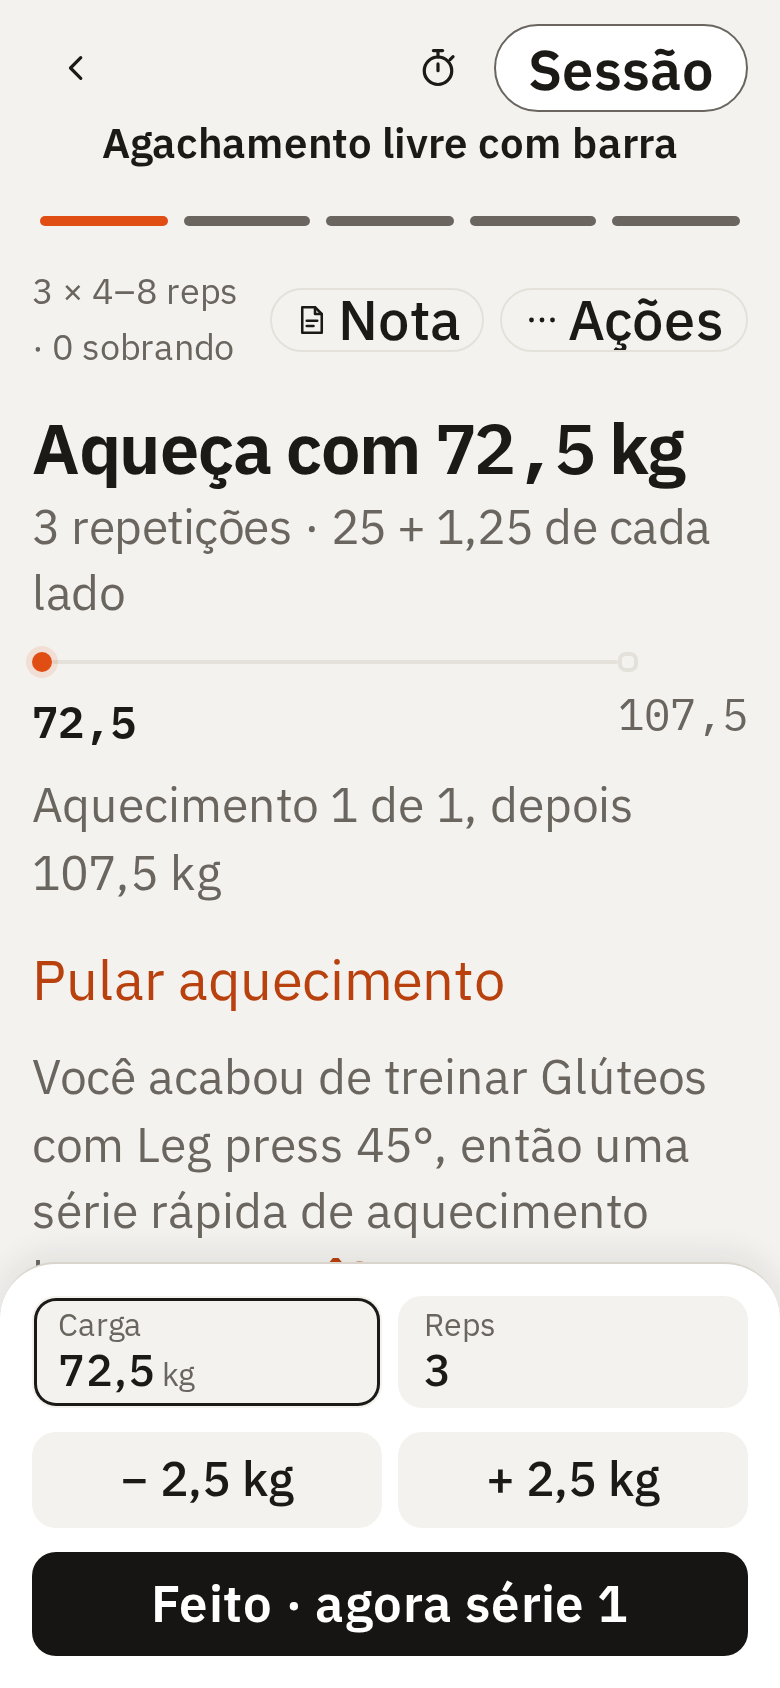 Sessão
Agachamento livre com barra
3 × 4–8 reps
· 0 sobrando
Nota
Ações
Aqueça com 72,5 kg
3 repetições · 25 + 1,25 de cada
lado
72,5
107,5
Aquecimento 1 de 1, depois
107,5 kg
Pular aquecimento
Você acabou de treinar Glúteos
com Leg press 45°, então uma
série rápida de aquecimento
Carga
72,5 kg
Reps
3
− 2,5 kg
+ 2,5 kg
Feito · agora série 1